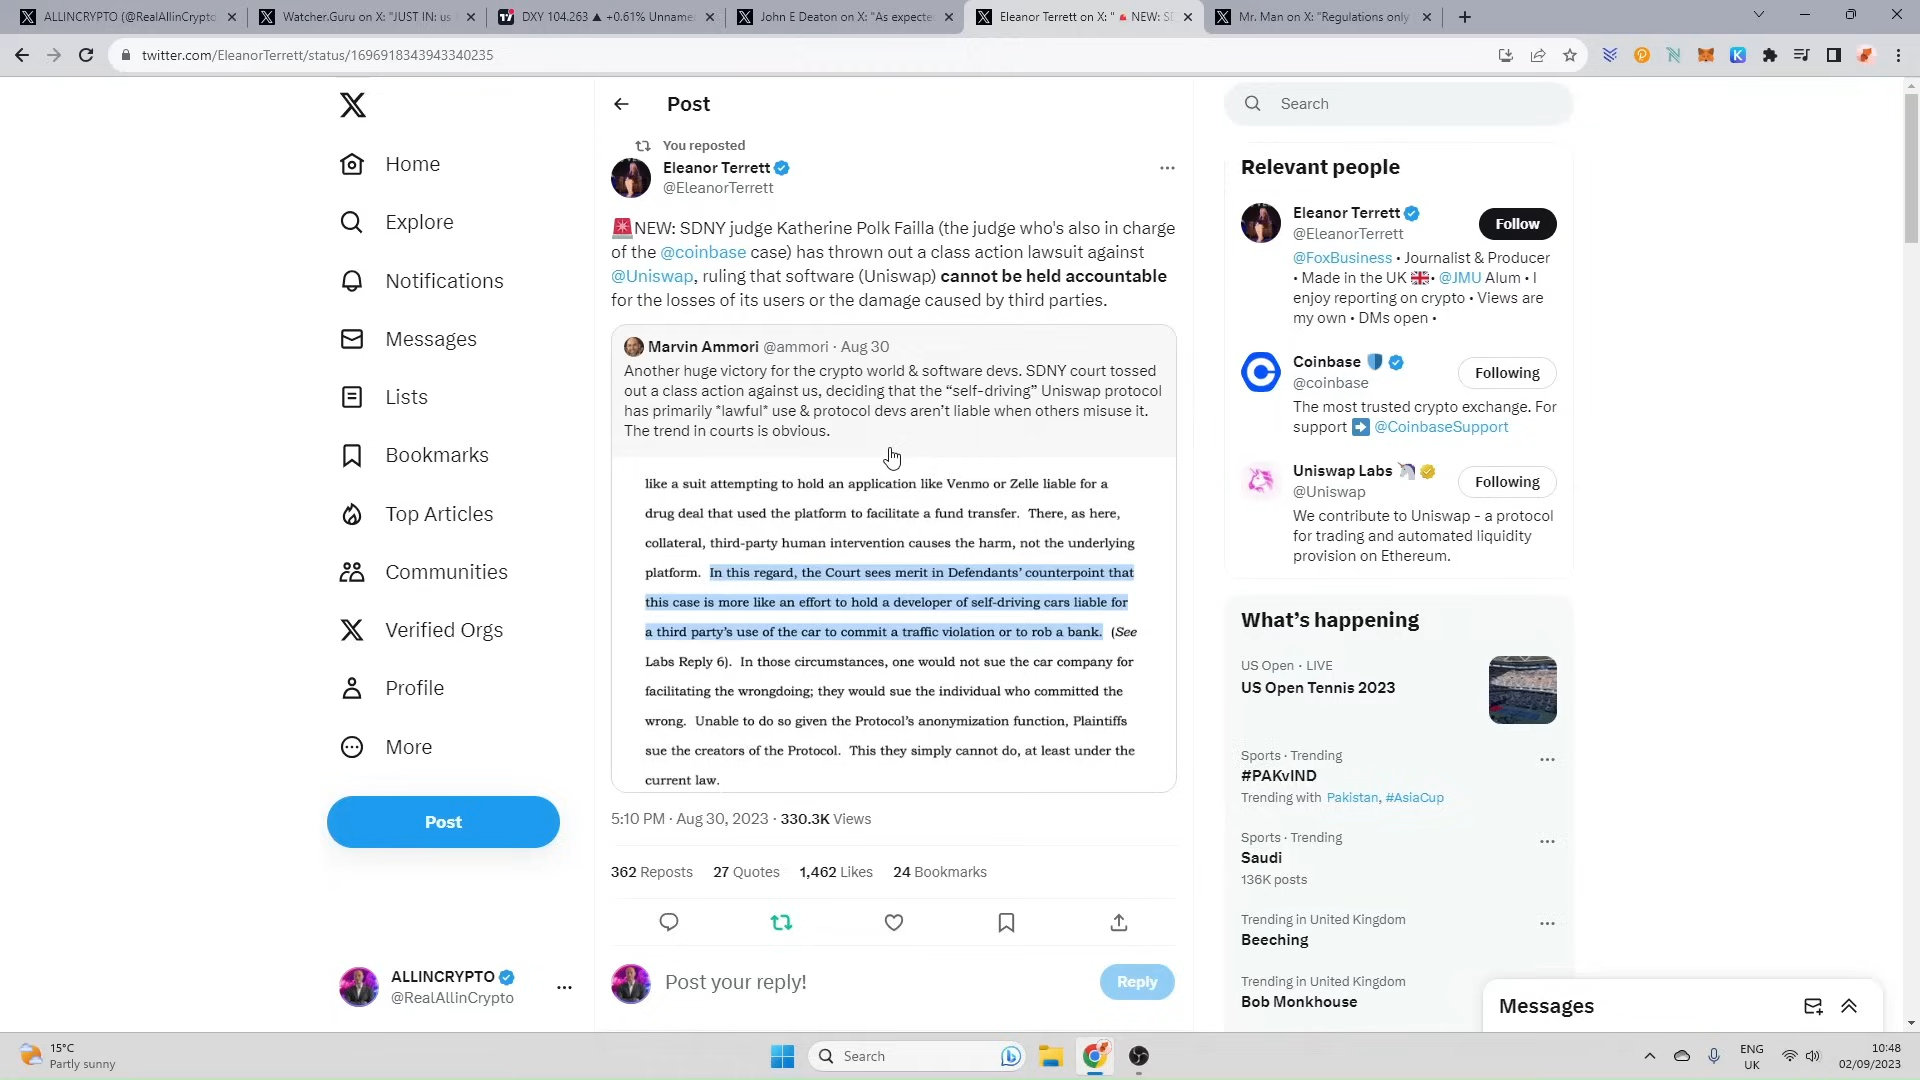 ALLINCRYPTO (@RealAllinCrypto
Watcher.Guru on X: "JUST IN: us
DXY 104.263 ▲ +0.61% Unname
John E Deaton on X: "As expecte
Eleanor Terrett on X: "🚨NEW: SD
Mr. Man on X: "Regulations only
twitter.com/EleanorTerrett/status/1696918343943340235
Home
Explore
Notifications
Messages
Lists
Bookmarks
Top Articles
Communities
Verified Orgs
Profile
More
Post
ALLINCRYPTO
@RealAllinCrypto
Post
You reposted
Eleanor Terrett
@EleanorTerrett
🚨NEW: SDNY judge Katherine Polk Failla (the judge who's also in charge
of the @coinbase case) has thrown out a class action lawsuit against
@Uniswap, ruling that software (Uniswap) cannot be held accountable
for the losses of its users or the damage caused by third parties.
Marvin Ammori @ammori · Aug 30
Another huge victory for the crypto world & software devs. SDNY court tossed
out a class action against us, deciding that the “self-driving” Uniswap protocol
has primarily *lawful* use & protocol devs aren’t liable when others misuse it.
The trend in courts is obvious.
like a suit attempting to hold an application like Venmo or Zelle liable for a
drug deal that used the platform to facilitate a fund transfer. There, as here,
collateral, third-party human intervention causes the harm, not the underlying
platform. In this regard, the Court sees merit in Defendants’ counterpoint that
this case is more like an effort to hold a developer of self-driving cars liable for
a third party’s use of the car to commit a traffic violation or to rob a bank. (See
Labs Reply 6). In those circumstances, one would not sue the car company for
facilitating the wrongdoing; they would sue the individual who committed the
wrong. Unable to do so given the Protocol’s anonymization function, Plaintiffs
sue the creators of the Protocol. This they simply cannot do, at least under the
current law.
5:10 PM · Aug 30, 2023 · 330.3K Views
362 Reposts 27 Quotes 1,462 Likes 24 Bookmarks
Post your reply!
Reply
Search
Relevant people
Eleanor Terrett
@EleanorTerrett
Follow
@FoxBusiness • Journalist & Producer
• Made in the UK 🇬🇧• @JMU Alum • I
enjoy reporting on crypto • Views are
my own • DMs open •
Coinbase 🛡️
@coinbase
Following
The most trusted crypto exchange. For
support ➡️ @CoinbaseSupport
Uniswap Labs 🦄
@Uniswap
Following
We contribute to Uniswap - a protocol
for trading and automated liquidity
provision on Ethereum.
What’s happening
US Open · LIVE
US Open Tennis 2023
Sports · Trending
#PAKvIND
Trending with Pakistan, #AsiaCup
Sports · Trending
Saudi
136K posts
Trending in United Kingdom
Beeching
Trending in United Kingdom
Bob Monkhouse
Messages
15°C
Partly sunny
Search
ENG
UK
10:48
02/09/2023